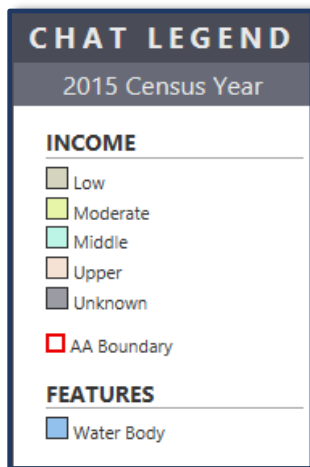 CHAT LEGEND
2015 Census Year
INCOME
Low
Moderate
Middle
Upper
Unknown
AA Boundary
FEATURES
Water Body